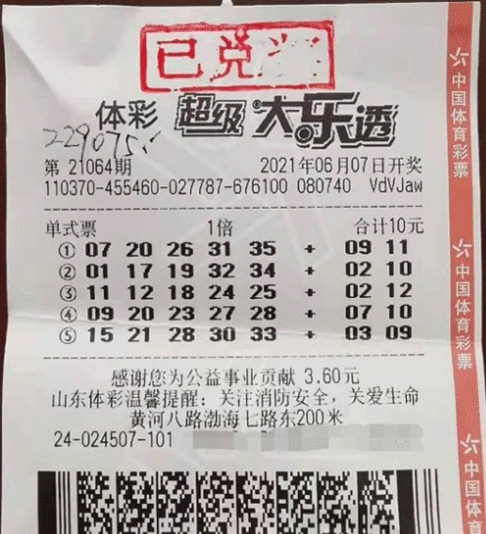 已兑奖
体彩 超级大乐透
229075.
第 21064期 2021年06月07日开奖
110370-455460-027787-676100 080740 VdVJaw
单式票 1倍 合计10元
① 07 20 26 31 35 + 09 11
② 01 17 19 32 34 + 02 10
③ 11 12 18 24 25 + 02 12
④ 09 20 23 27 28 + 07 10
⑤ 15 21 28 30 33 + 03 09
感谢您为公益事业贡献 3.60元
山东体彩温馨提醒：关注消防安全，关爱生命
黄河八路渤海七路东200米
24-024507-101
中国体育彩票
中国体育彩票
中国体育彩票